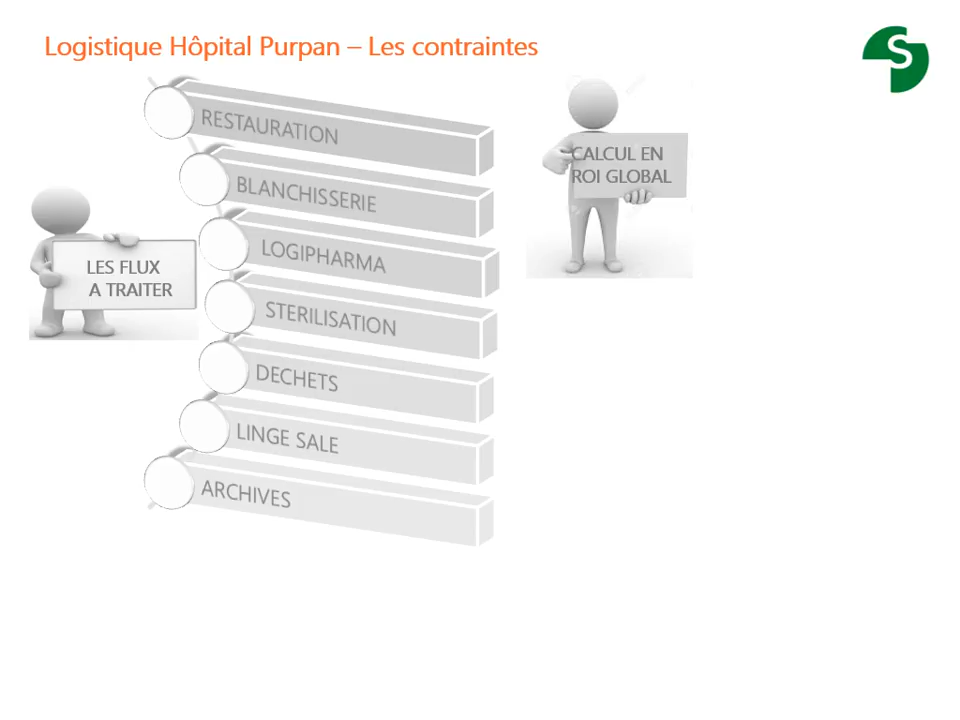 Logistique Hôpital Purpan – Les contraintes
S
RESTAURATION
BLANCHISSERIE
LOGIPHARMA
STERILISATION
DECHETS
LINGE SALE
ARCHIVES
LES FLUX
A TRAITER
CALCUL EN
ROI GLOBAL